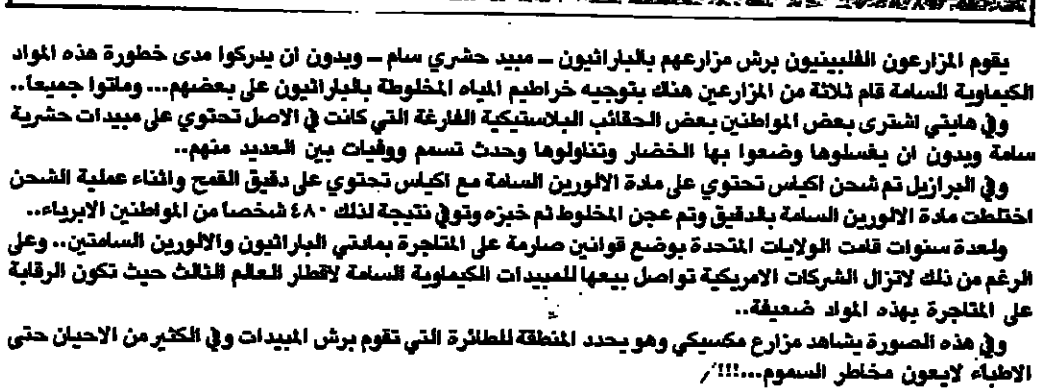 يقوم المزارعون الفلبينيون برش مزارعهم بالباراثيون ــ مبيد حشري سام ــ وبدون ان يدركوا مدى خطورة هذه المواد
الكيماوية السامة قام ثلاثة من المزارعين هناك بتوجيه خراطيم المياه المخلوطة بالباراثيون على بعضهم... وماتوا جميعاً..
وفي هايتي اشترى بعض المواطنين بعض الحقائب البلاستيكية الفارغة التي كانت في الاصل تحتوي على مبيدات حشرية
سامة وبدون ان يغسلوها وضعوا بها الخضار وتناولوها وحدث تسمم ووفيات بين العديد منهم..
وفي البرازيل تم شحن اكياس تحتوي على مادة الالورين السامة مع اكياس تحتوي على دقيق القمح واثناء عملية الشحن
اختلطت مادة الالورين السامة بالدقيق وتم عجن المخلوط ثم خبزه وتوفي نتيجة لذلك ٤٨٠ شخصاً من المواطنين الابرياء..
ولعدة سنوات قامت الولايات المتحدة بوضع قوانين صارمة على المتاجرة بمادتي الباراثيون والالورين السامتين.. وعلى
الرغم من ذلك لاتزال الشركات الامريكية تواصل بيعها للمبيدات الكيماوية السامة لاقطار العالم الثالث حيث تكون الرقابة
على المتاجرة بهذه المواد ضعيفة..
وفي هذه الصورة يشاهد مزارع مكسيكي وهو يحدد المنطقة للطائرة التي تقوم برش المبيدات وفي الكثير من الاحيان حتى
الاطباء لايعون مخاطر السموم...!!!